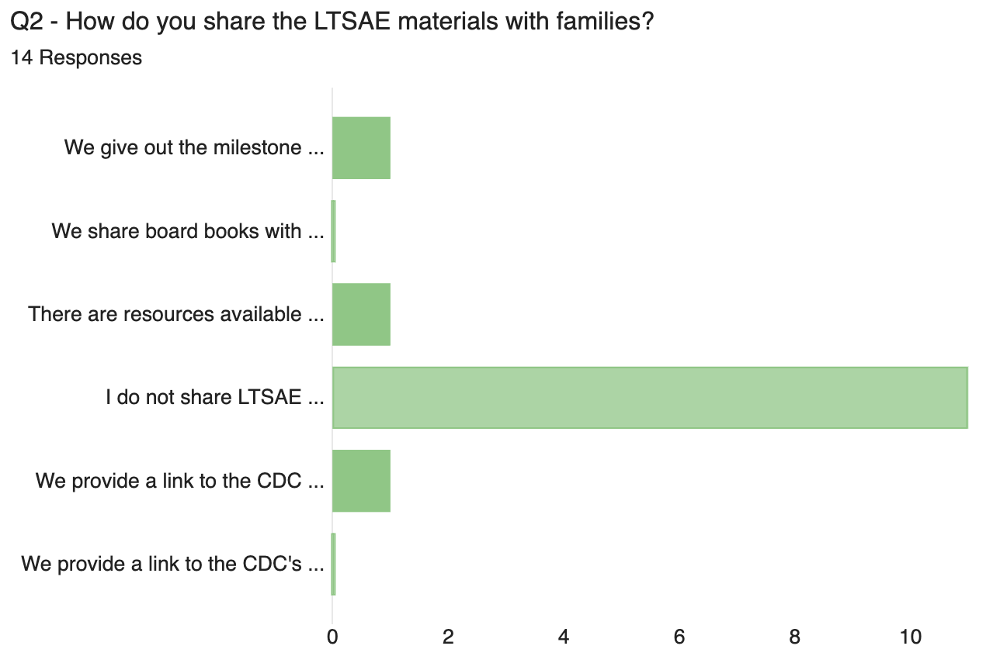 Q2 - How do you share the LTSAE materials with families?
14 Responses
We give out the milestone ...
We share board books with ...
There are resources available ...
I do not share LTSAE ...
We provide a link to the CDC ...
We provide a link to the CDC's ...
0 2 4 6 8 10